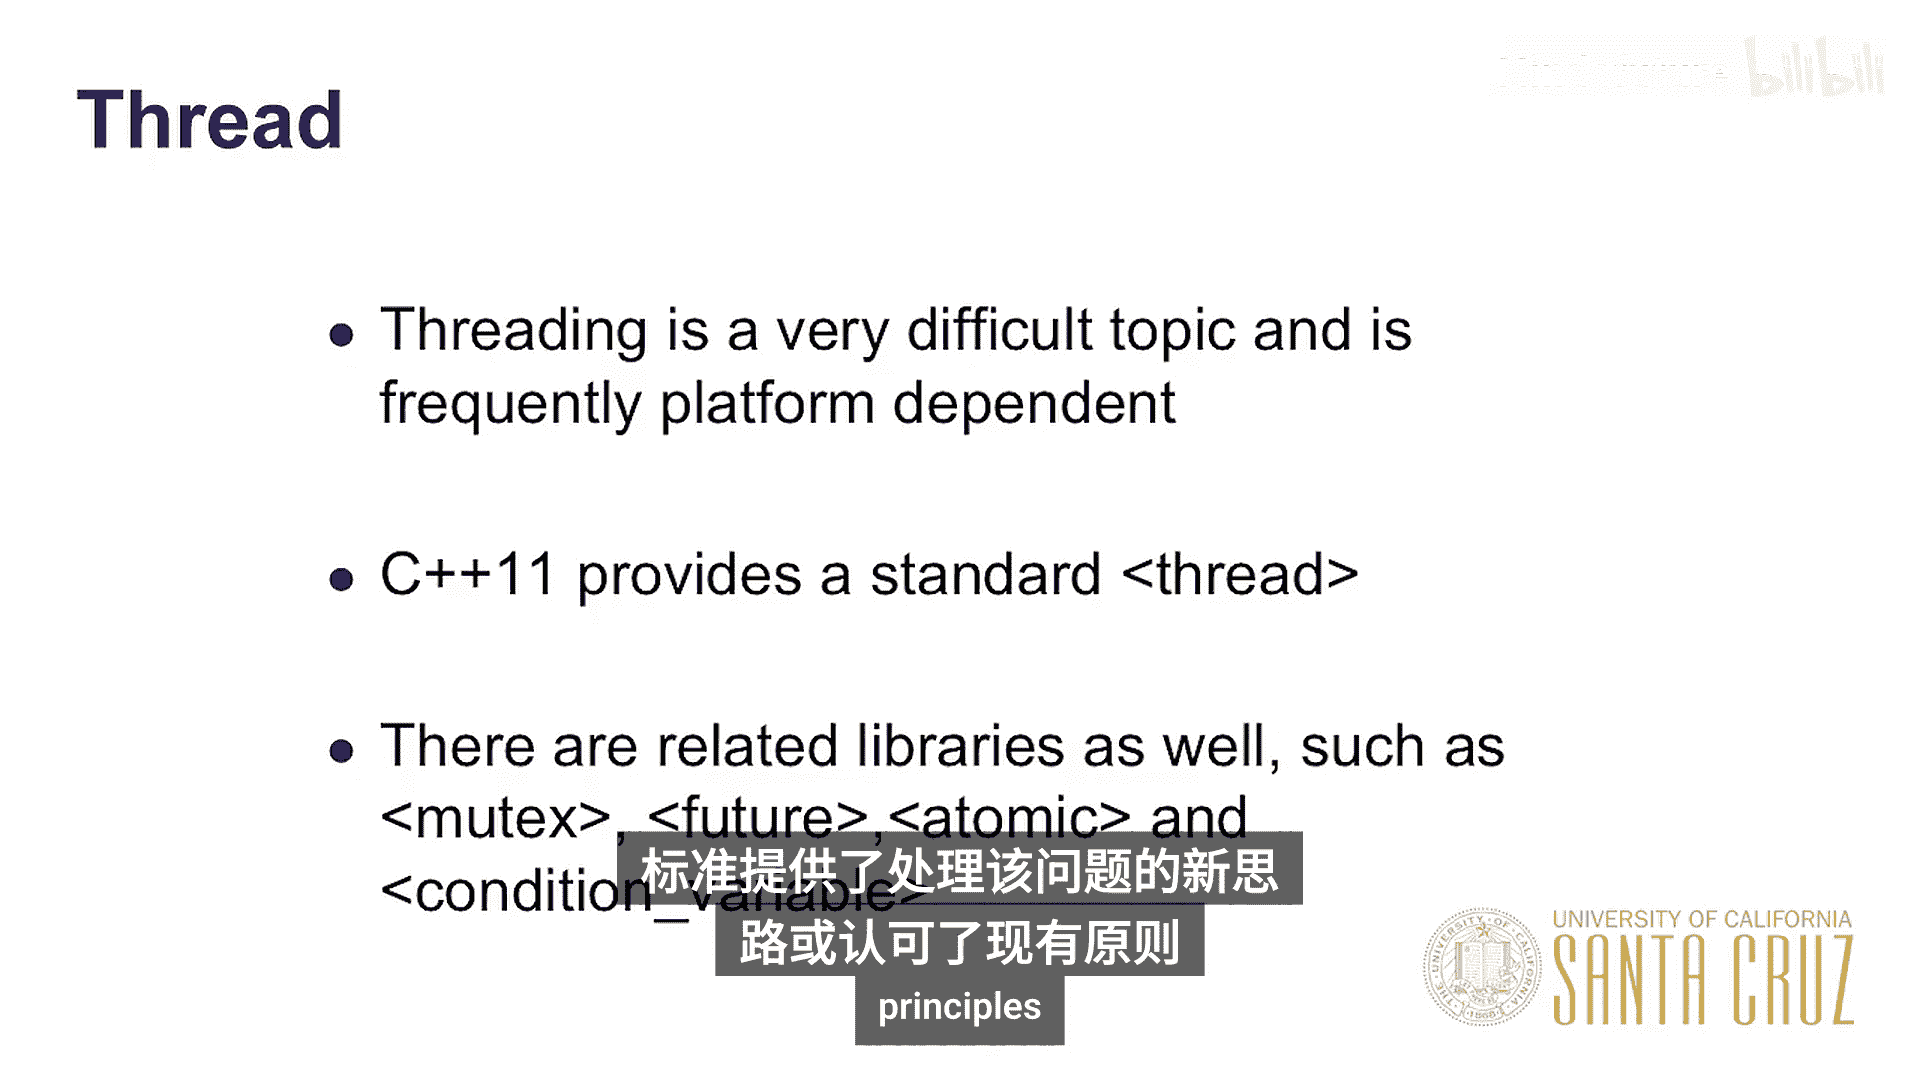 bilibili
Thread
• Threading is a very difficult topic and is
frequently platform dependent
• C++11 provides a standard <thread>
• There are related libraries as well, such as
<mutex>, <future>,<atomic> and
<condition_variable>
标准提供了处理该问题的新思
路或认可了现有原则
principles
UNIVERSITY OF CALIFORNIA
SANTA CRUZ